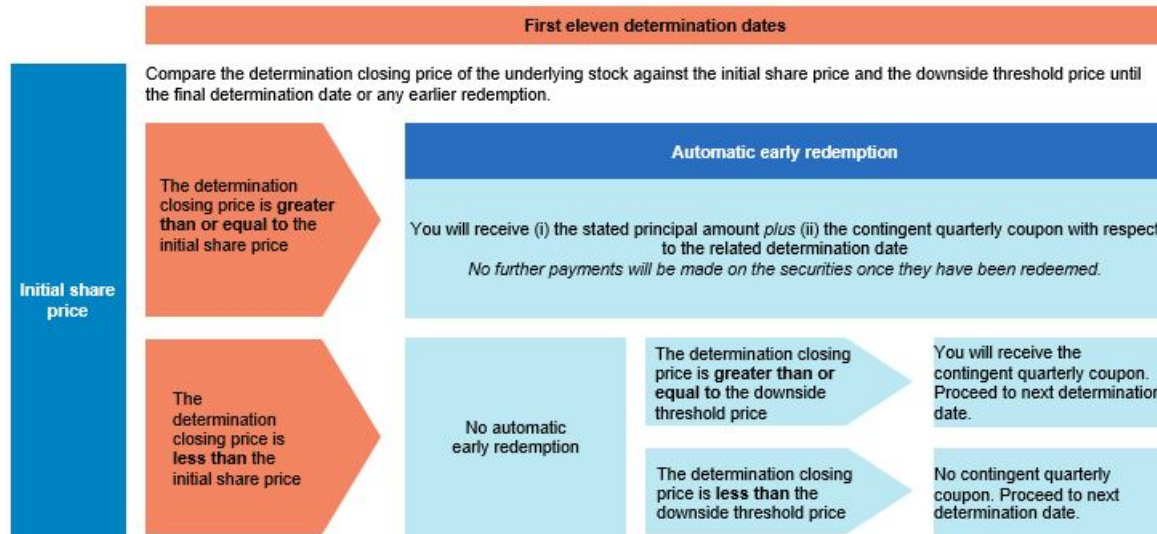 First eleven determination dates
Compare the determination closing price of the underlying stock against the initial share price and the downside threshold price until
the final determination date or any earlier redemption.
Initial share
price
The determination
closing price is greater
than or equal to the
initial share price
Automatic early redemption
You will receive (i) the stated principal amount plus (ii) the contingent quarterly coupon with respect
to the related determination date
No further payments will be made on the securities once they have been redeemed.
The
determination
closing price is
less than the
initial share price
No automatic
early redemption
The determination closing
price is greater than or
equal to the downside
threshold price
You will receive the
contingent quarterly coupon.
Proceed to next determination
date.
The determination closing
price is less than the
downside threshold price
No contingent quarterly
coupon. Proceed to next
determination date.